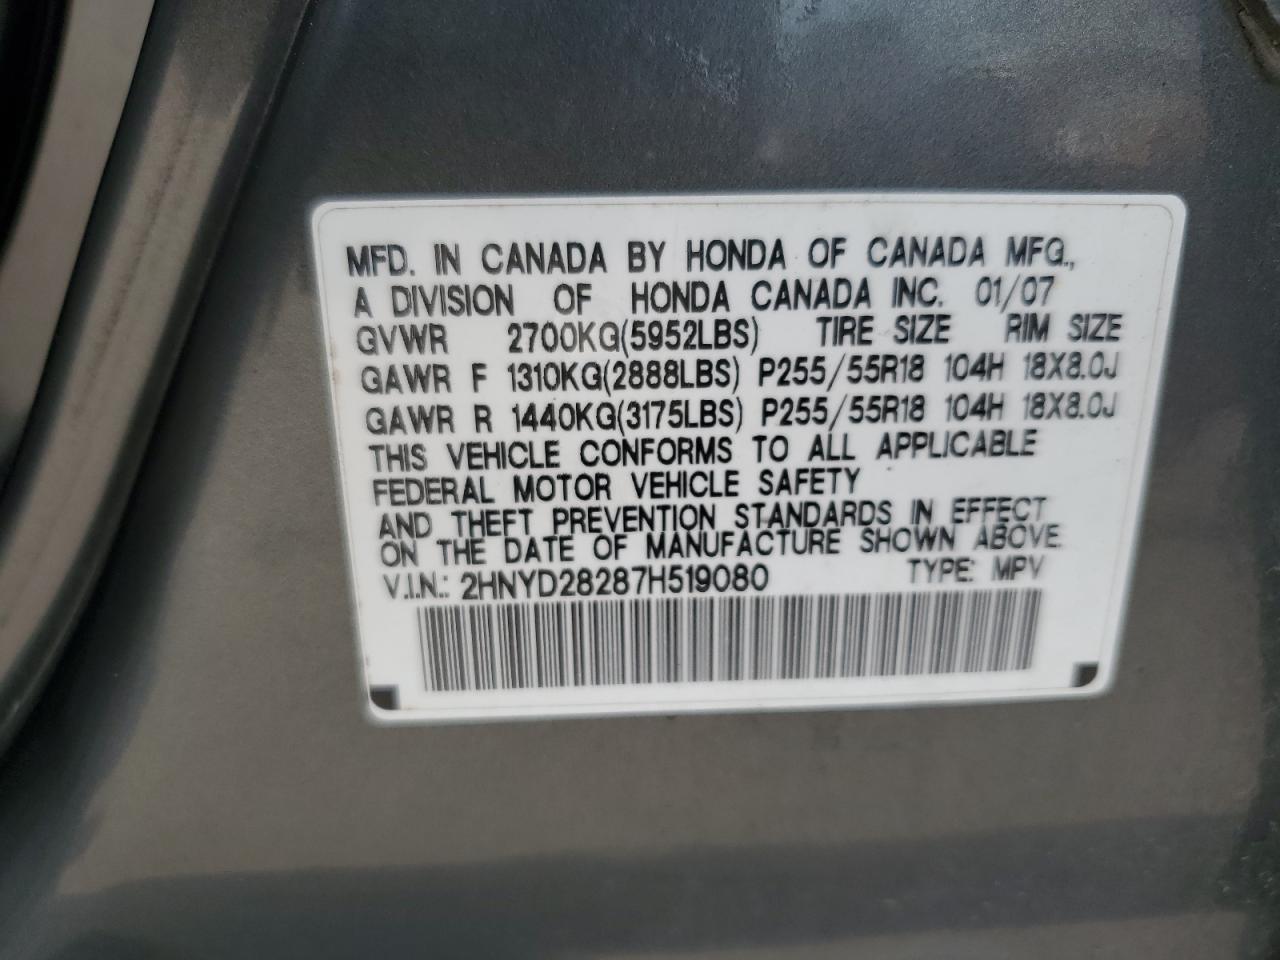 MFD. IN CANADA BY HONDA OF CANADA MFG.,
A DIVISION OF HONDA CANADA INC. 01/07
GVWR 2700KG(5952LBS) TIRE SIZE RIM SIZE
GAWR F 1310KG(2888LBS) P255/55R18 104H 18X8.0J
GAWR R 1440KG(3175LBS) P255/55R18 104H 18X8.0J
THIS VEHICLE CONFORMS TO ALL APPLICABLE
FEDERAL MOTOR VEHICLE SAFETY
AND THEFT PREVENTION STANDARDS IN EFFECT
ON THE DATE OF MANUFACTURE SHOWN ABOVE.
V.I.N.: 2HNYD28287H519080 TYPE: MPV